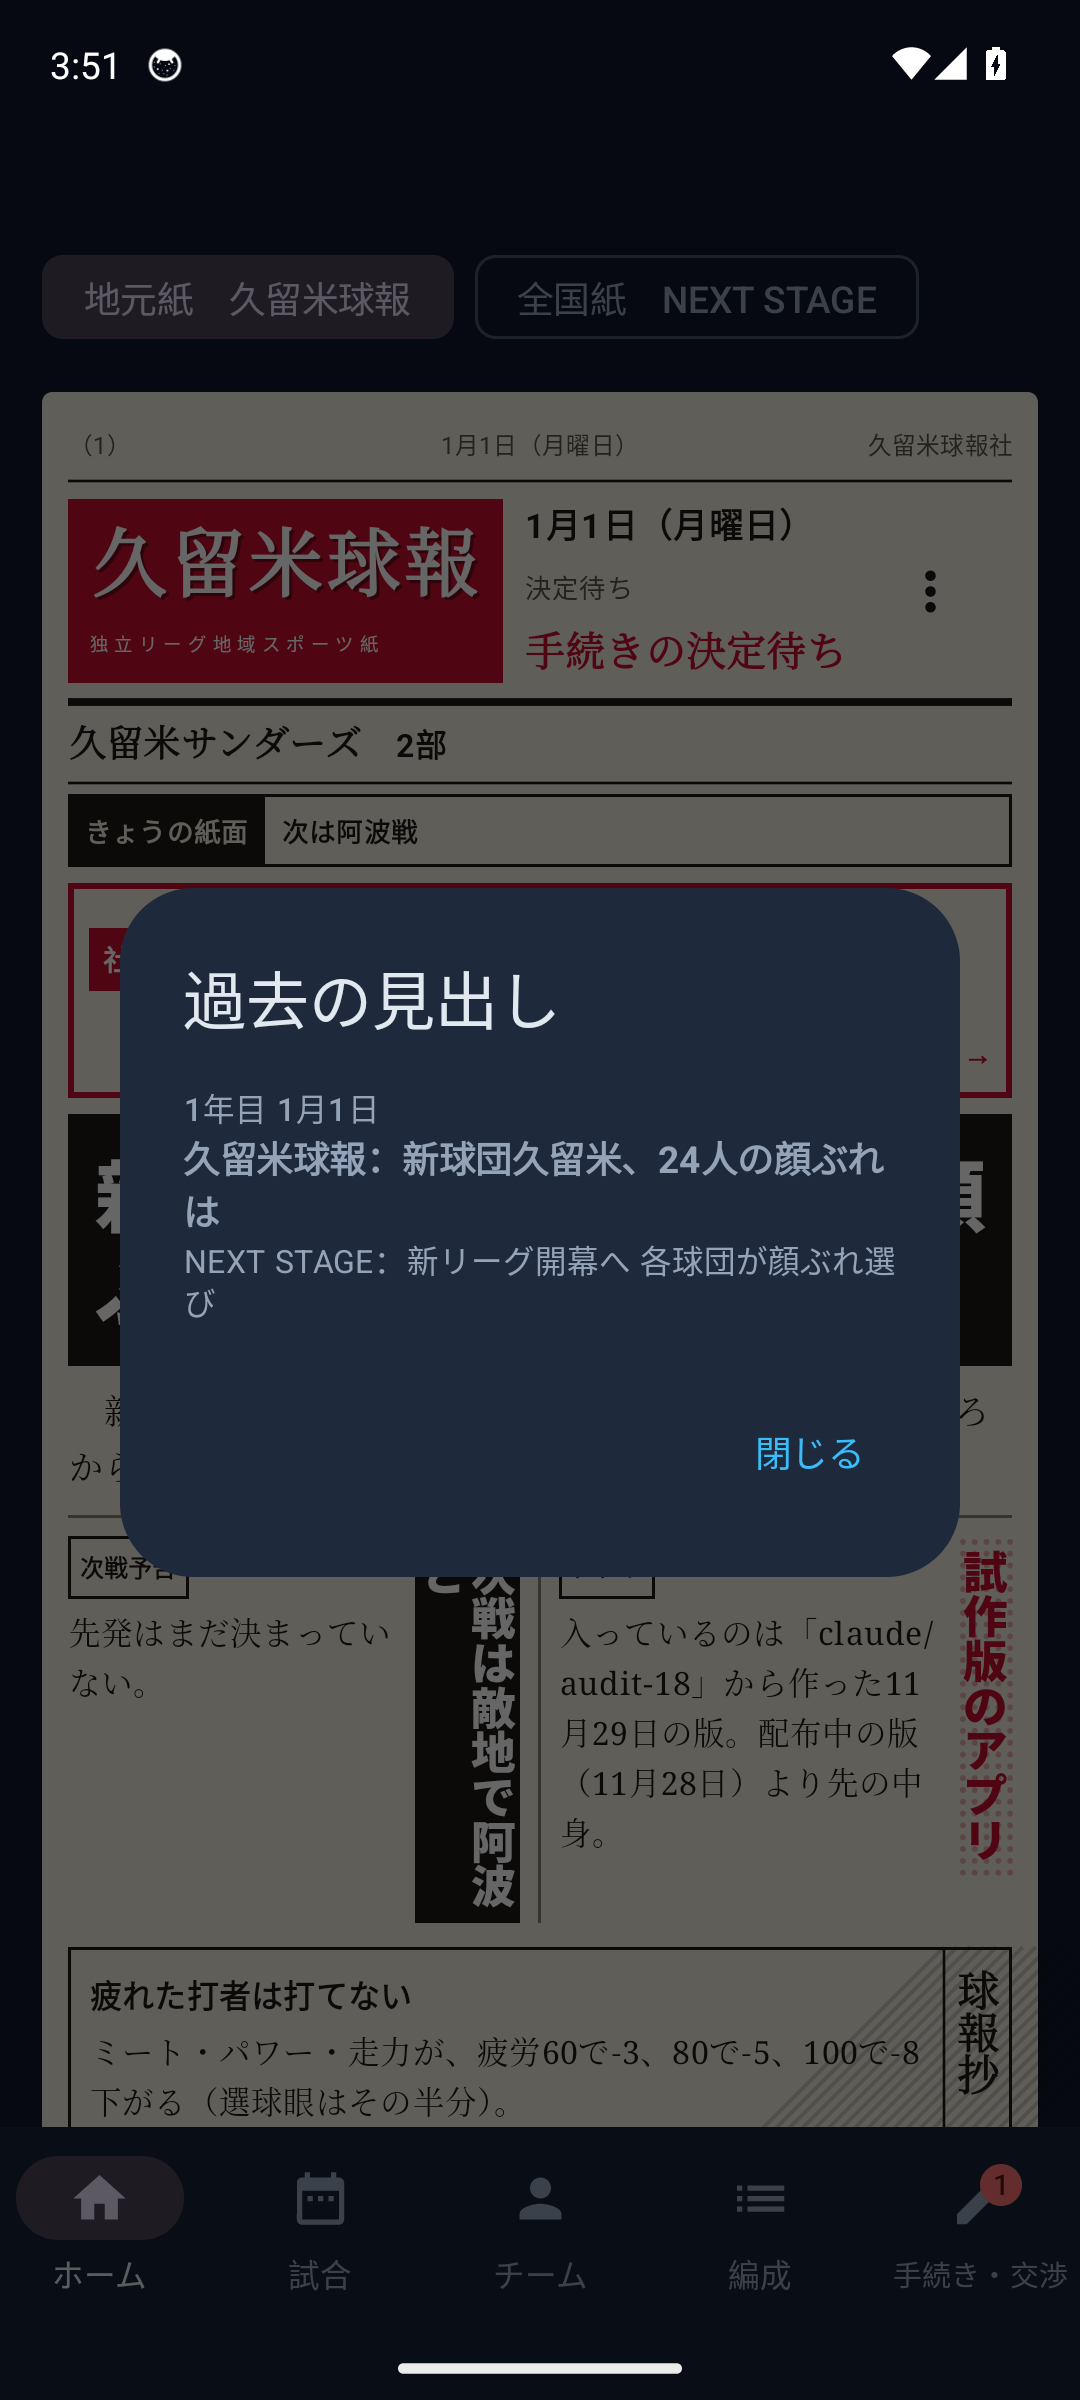 3:51
地元紙 久留米球報
全国紙 NEXT STAGE
(1)
1月1日（月曜日）
久留米球報社
久留米球報
独立リーグ地域スポーツ紙
1月1日（月曜日）
決定待ち
手続きの決定待ち
久留米サンダーズ 2部
きょうの紙面
次は阿波戦
→
過去の見出し
1年目 1月1日
久留米球報：新球団久留米、24人の顔ぶれ
は
NEXT STAGE：新リーグ開幕へ 各球団が顔ぶれ選
び
閉じる
ろ
から
次戦予告
先発はまだ決まってい
ない。
次戦は敵地で阿波
と
入っているのは「claude/
audit-18」から作った11
月29日の版。配布中の版
（11月28日）より先の中
身。
試作版のアプリ
疲れた打者は打てない
ミート・パワー・走力が、疲労60で-3、80で-5、100で-8
下がる（選球眼はその半分）。
球報抄
1
ホーム
試合
チーム
編成
手続き・交渉